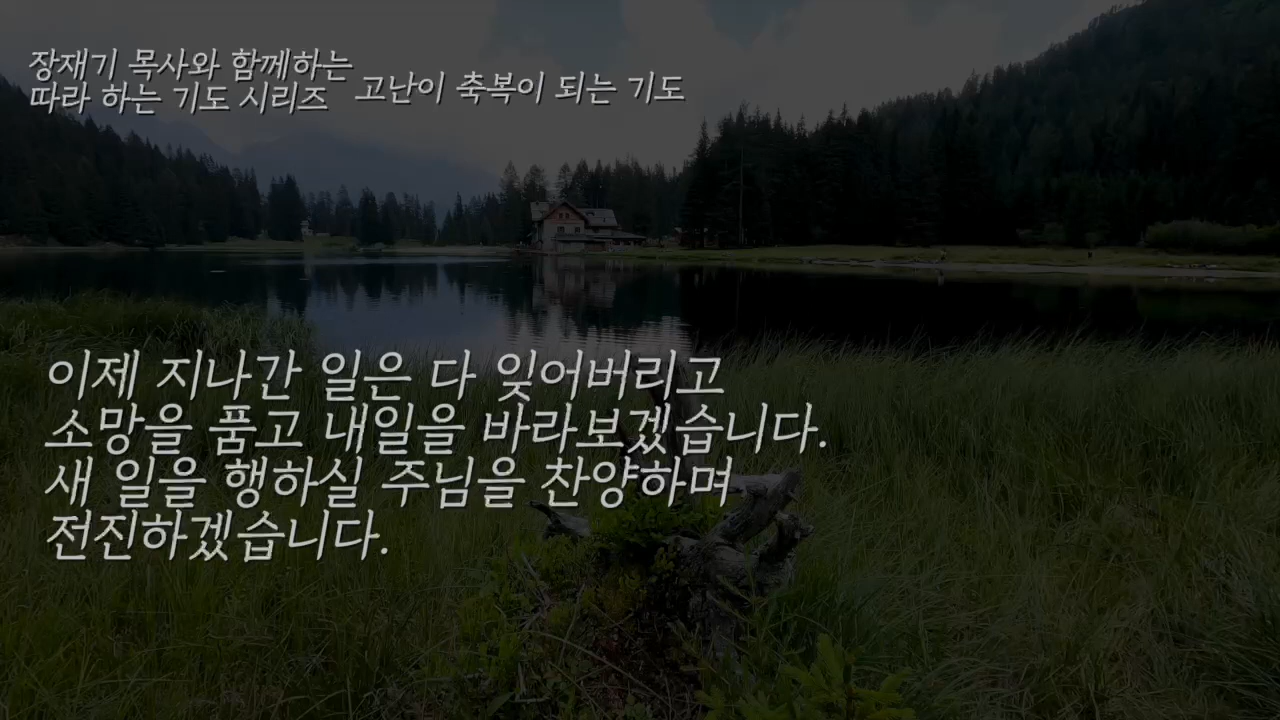 장재기 목사와 함께하는
따라 하는 기도 시리즈
고난이 축복이 되는 기도
이제 지나간 일은 다 잊어버리고
소망을 품고 내일을 바라보겠습니다.
새 일을 행하실 주님을 찬양하며
전진하겠습니다.